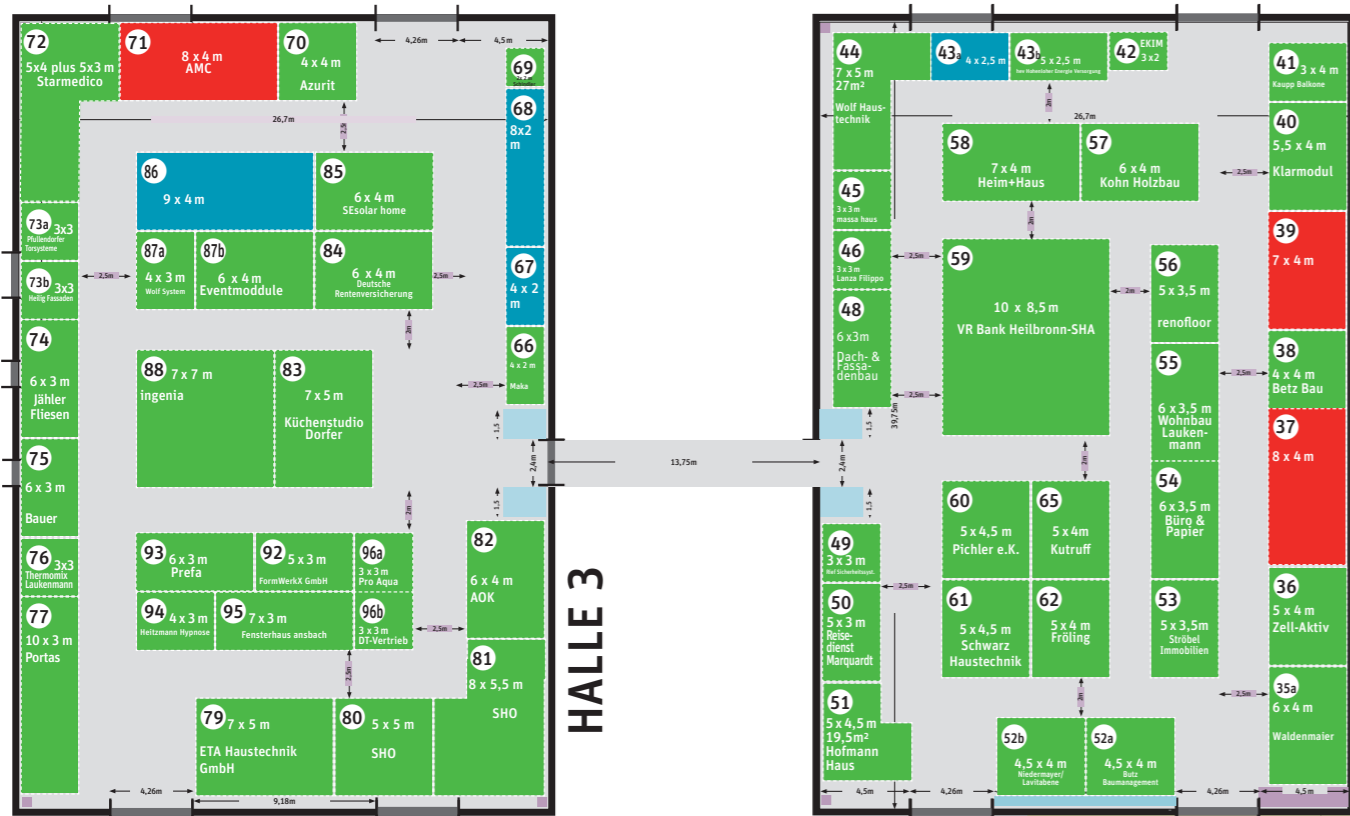 72
5x4 plus 5x3 m
Starmedico
71
8 x 4 m
AMC
70
4 x 4 m
Azurit
4,26m
4,5m
69
68
8x2
m
26,7m
2,5
86
9 x 4 m
85
6 x 4 m
SEsolar home
73a
3x3
Pfullendorfer
Torsysteme
87a
4 x 3 m
Wolf System
87b
6 x 4 m
Eventmoddule
84
6 x 4 m
Deutsche
Rentenversicherung
67
4 x 2
m
2,5m
2,5m
73b
3x3
Heilig Fassaden
2m
74
6 x 3 m
Jähler
Fliesen
88
7 x 7 m
ingenia
83
7 x 5 m
Küchenstudio
Dorfer
66
4 x 2 m
Maka
2,5m
1,5
2,4m
1,5
13,75m
75
6 x 3 m
Bauer
2m
76
3x3
Thermomix
Laukenmann
93
6 x 3 m
Prefa
92
5 x 3 m
FormWerkX GmbH
96a
3 x 3 m
Pro Aqua
82
6 x 4 m
AOK
77
10 x 3 m
Portas
94
4 x 3 m
Heitzmann Hypnose
95
7 x 3 m
Fensterhaus ansbach
96b
3 x 3 m
DT-Vertrieb
2,5m
2,5m
81
8 x 5,5 m
SHO
79
7 x 5 m
ETA Haustechnik
GmbH
80
5 x 5 m
SHO
4,26m
9,18m
HALLE 3
44
7 x 5 m
27m²
Wolf Haus-
technik
43a
4 x 2,5 m
43b
5 x 2,5 m
42
EKIM
3 x 2
41
3 x 4 m
Kaupp Balkone
2m
26,7m
40
5,5 x 4 m
Klarmodul
58
7 x 4 m
Heim+Haus
57
6 x 4 m
Kohn Holzbau
2,5m
45
3 x 3 m
massa haus
2m
39
7 x 4 m
46
3 x 3 m
Lanza Filippo
2,5m
59
10 x 8,5 m
VR Bank Heilbronn-SHA
56
5 x 3,5 m
renofloor
2m
48
6 x3m
Dach- &
Fassa-
denbau
2,5m
39,75m
55
6 x 3,5 m
Wohnbau
Lauken-
mann
2,5m
38
4 x 4 m
Betz Bau
1,5
2,4m
1,5
2m
37
8 x 4 m
54
6 x 3,5 m
Büro &
Papier
60
5 x 4,5 m
Pichler e.K.
65
5 x 4m
Kutruff
49
3 x 3 m
2,5m
50
5 x 3 m
Reise-
dienst
Marquardt
61
5 x 4,5 m
Schwarz
Haustechnik
62
5 x 4 m
Fröling
53
5 x 3,5m
Ströbel
Immobilien
36
5 x 4 m
Zell-Aktiv
51
5 x 4,5 m
19,5m²
Hofmann
Haus
2m
2,5m
35a
6 x 4 m
Waldenmaier
52b
4,5 x 4 m
Niedermayer/
Lavitabene
52a
4,5 x 4 m
Butz
Baumanagement
4,5m
4,26m
4,26m
4,5m